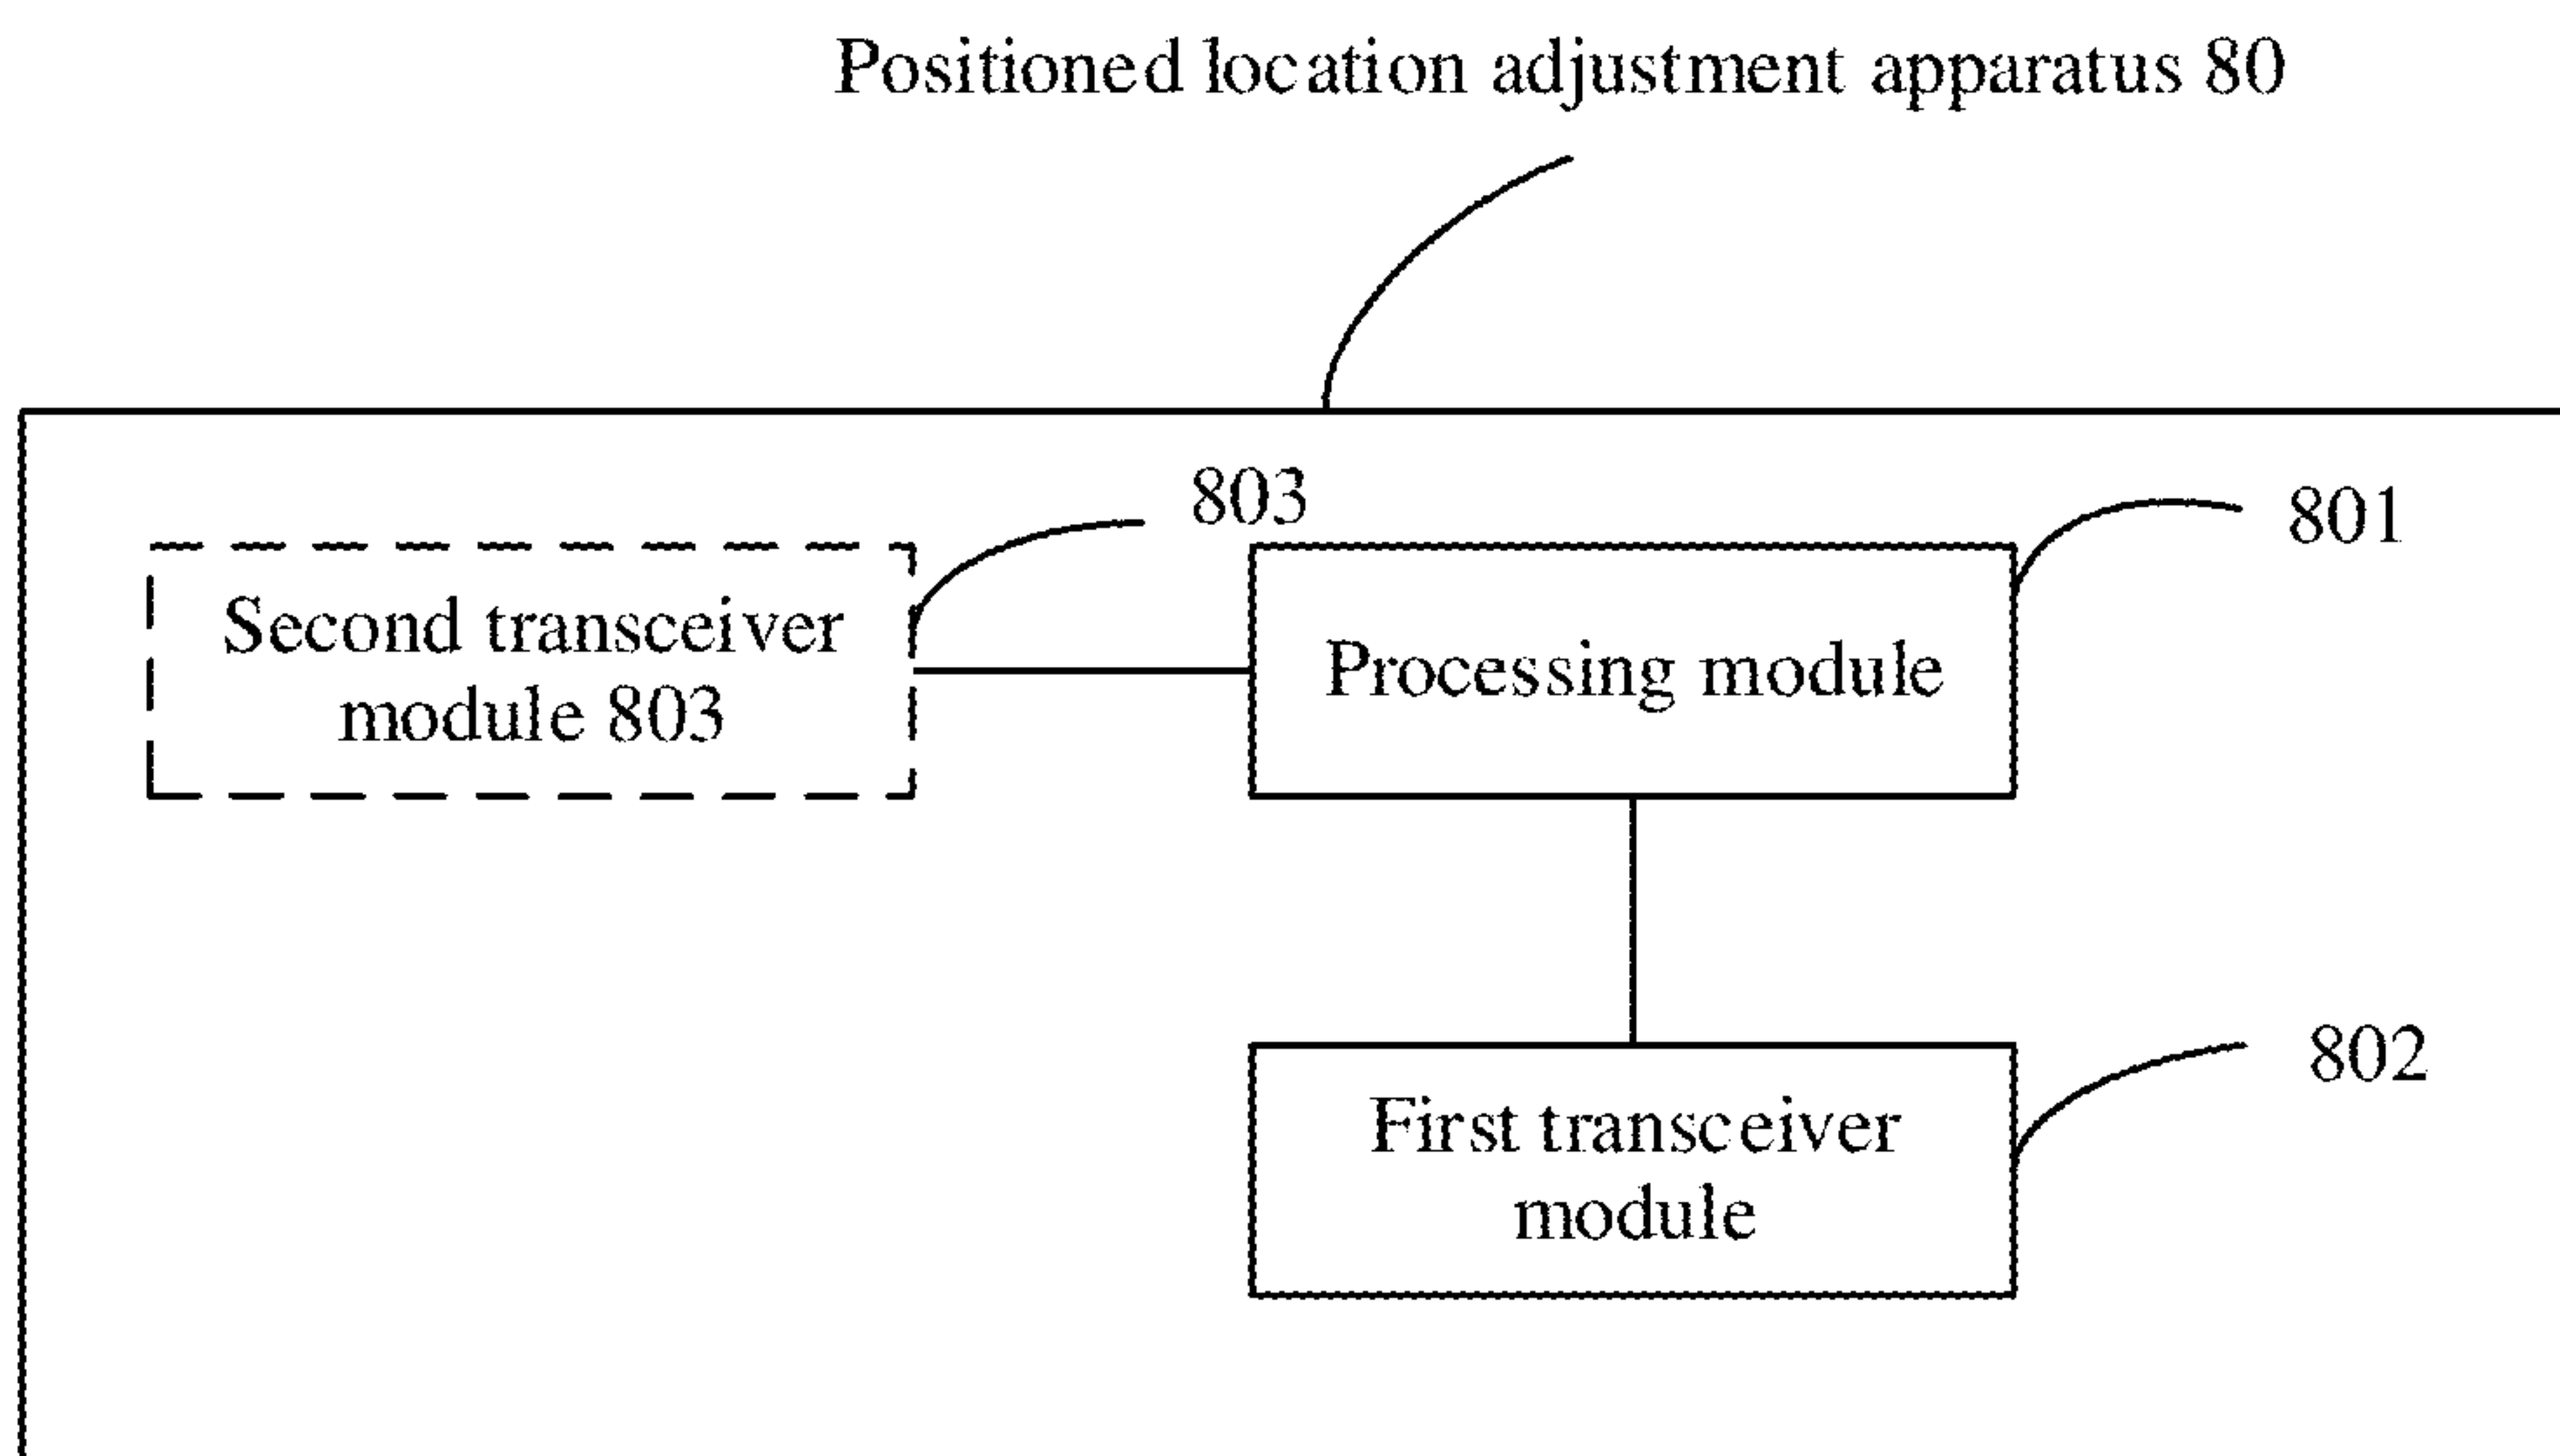 Positioned location adjustment apparatus 80
803
801
Second transceiver
module 803
Processing module
802
First transceiver
module